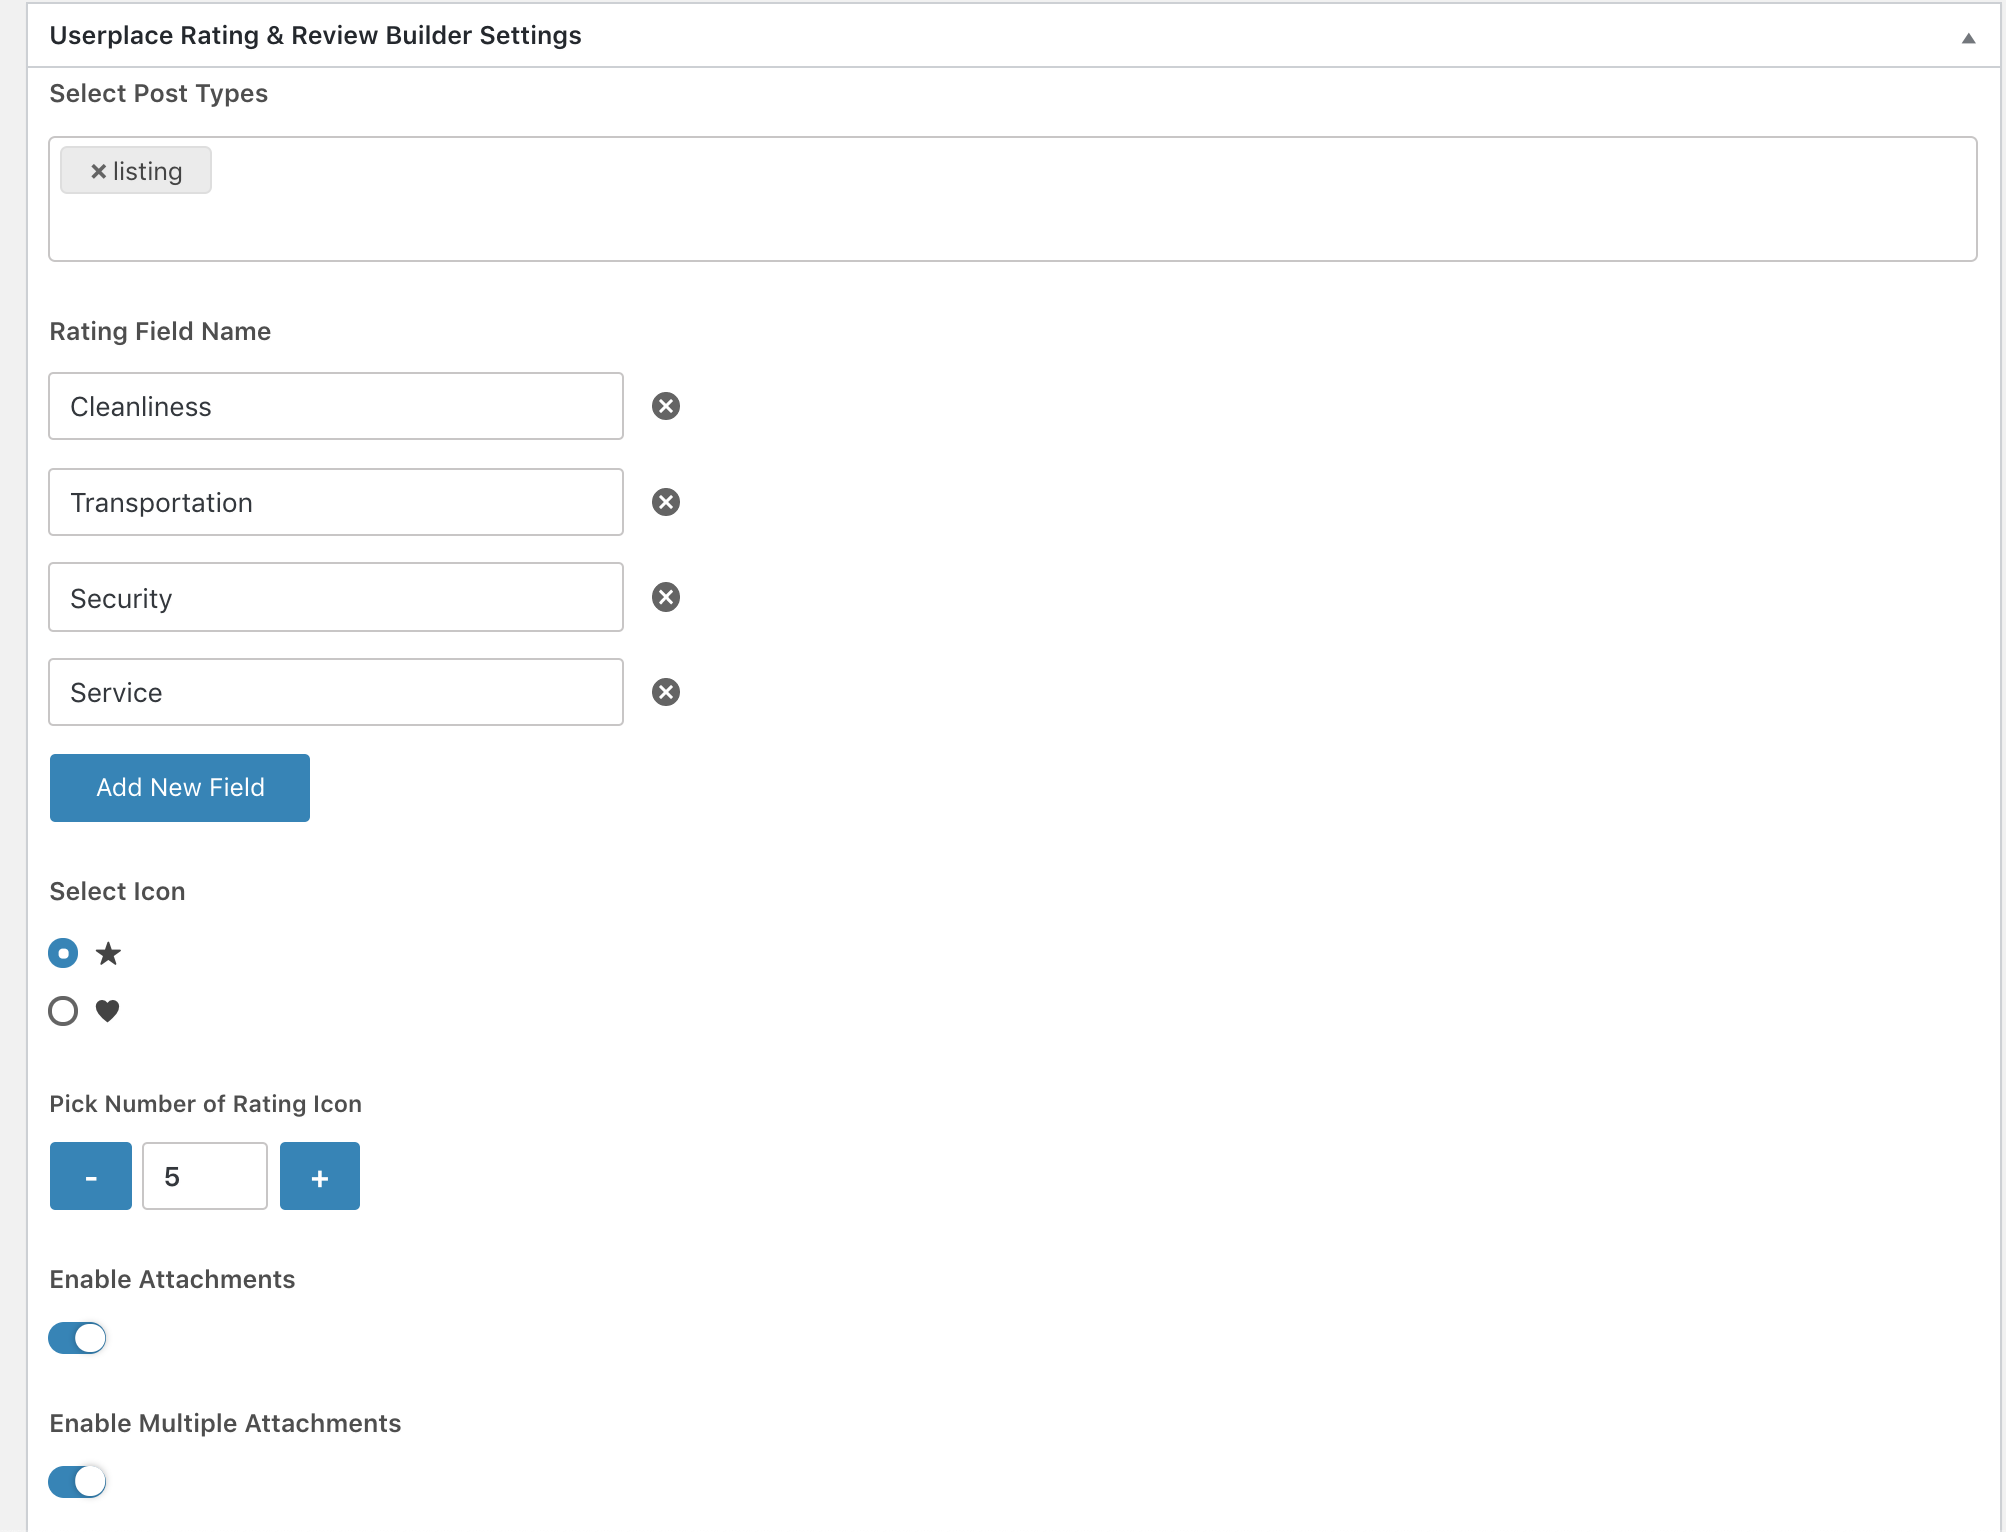 Userplace Rating & Review Builder Settings
Select Post Types
×listing
Rating Field Name
Cleanliness
Transportation
Security
Service
Add New Field
Select Icon
Pick Number of Rating Icon
- 5 +
Enable Attachments
Enable Multiple Attachments